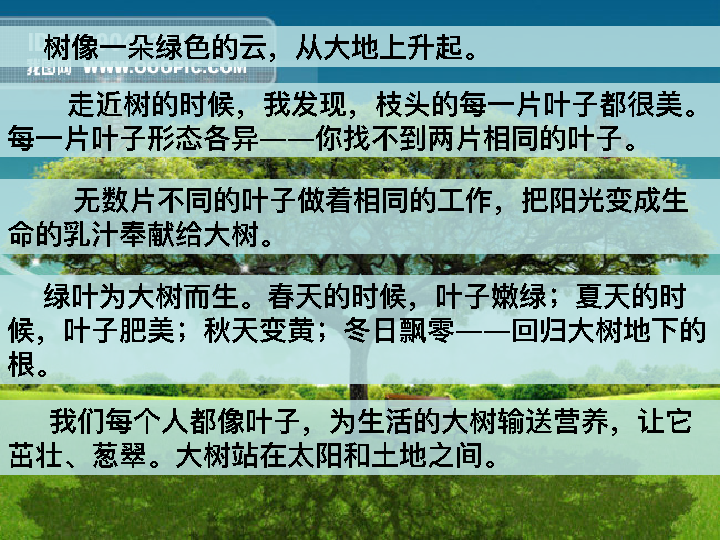 树像一朵绿色的云，从大地上升起。
我图网 WWW.OOOPIC.COM
走近树的时候，我发现，枝头的每一片叶子都很美。
每一片叶子形态各异——你找不到两片相同的叶子。
无数片不同的叶子做着相同的工作，把阳光变成生
命的乳汁奉献给大树。
绿叶为大树而生。春天的时候，叶子嫩绿；夏天的时
候，叶子肥美；秋天变黄；冬日飘零——回归大树地下的
根。
我们每个人都像叶子，为生活的大树输送营养，让它
茁壮、葱翠。大树站在太阳和土地之间。